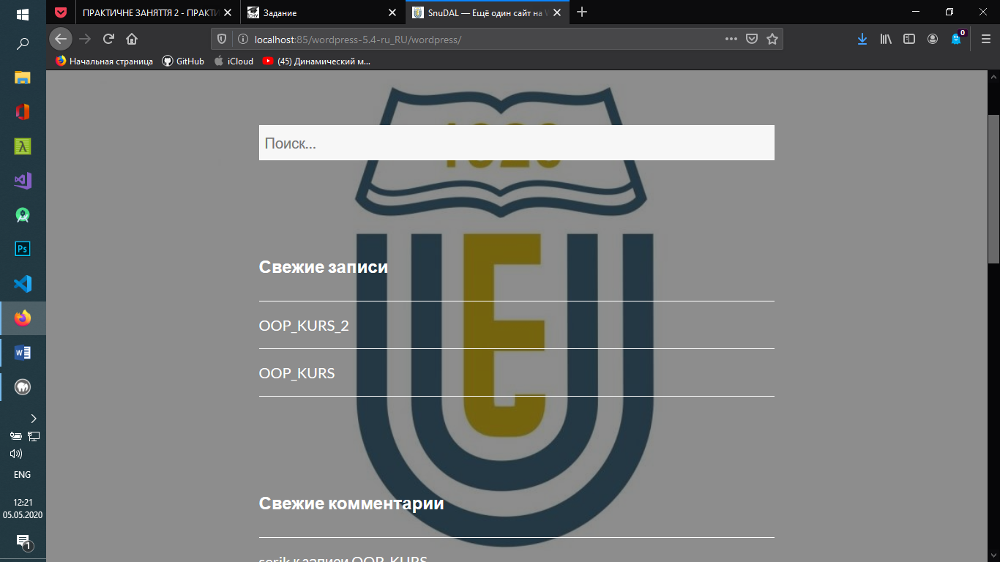 ПРАКТИЧНЕ ЗАНЯТТЯ 2 - ПРАКТИ
Задание
SnuDAL — Ещё один сайт на W
localhost:85/wordpress-5.4-ru_RU/wordpress/
0
Начальная страница
GitHub
iCloud
(45) Динамический м...
1920
Поиск...
Свежие записи
OOP_KURS_2
OOP_KURS
Свежие комментарии
serik к записи OOP_KURS
Ps
ENG
12:21
05.05.2020
1